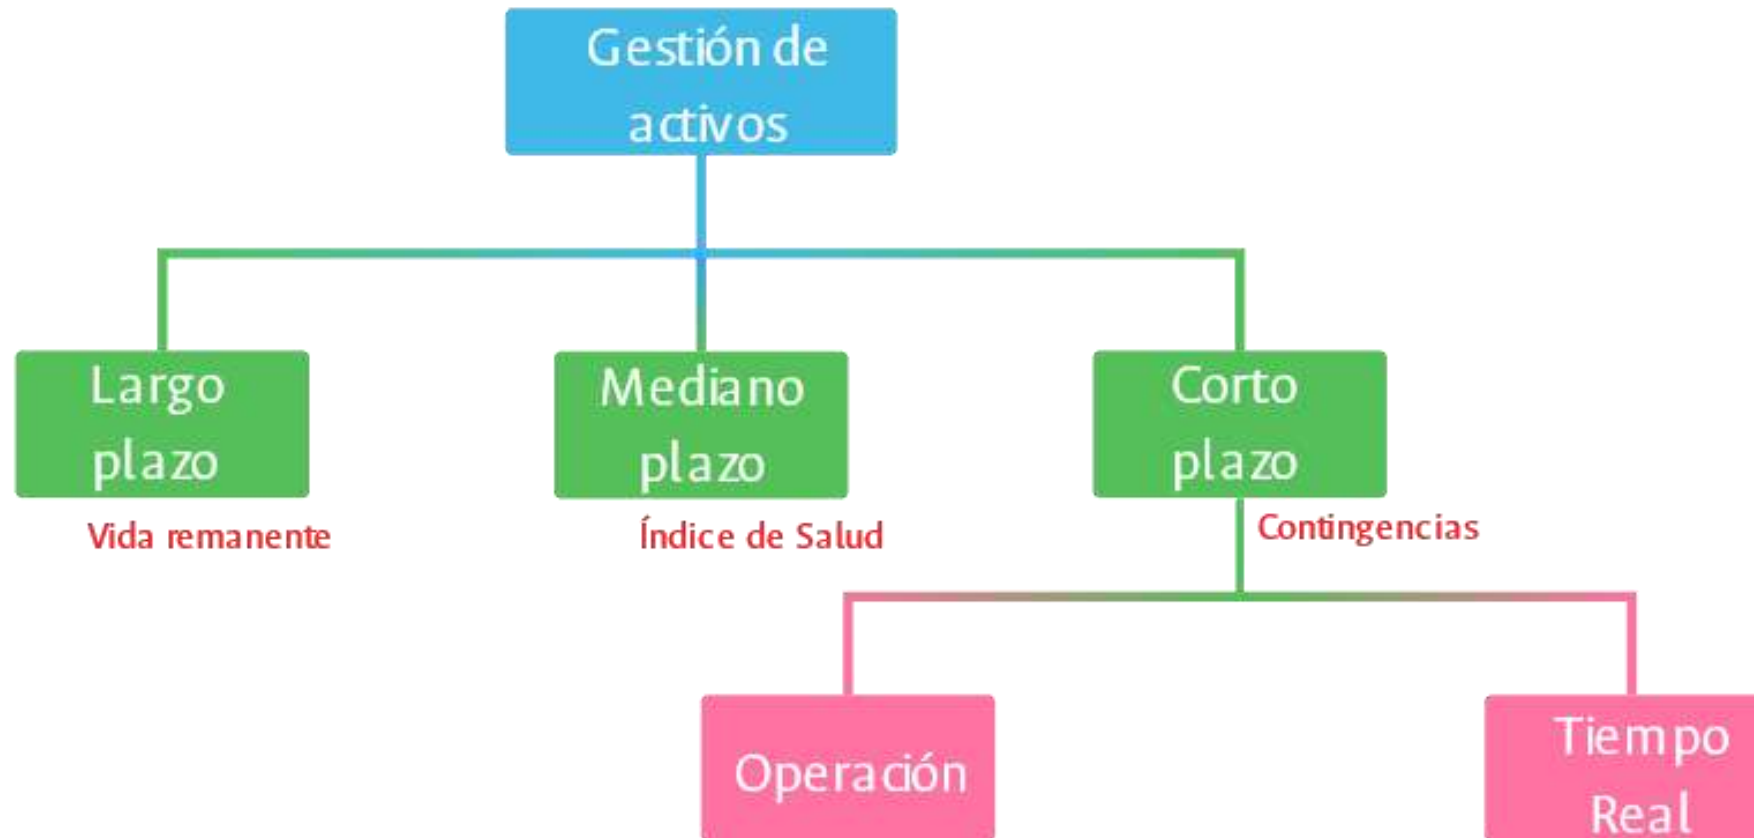 Gestión de
activos
Largo
plazo
Mediano
plazo
Corto
plazo
Vida remanente
Índice de Salud
Contingencias
Operación
Tiempo
Real